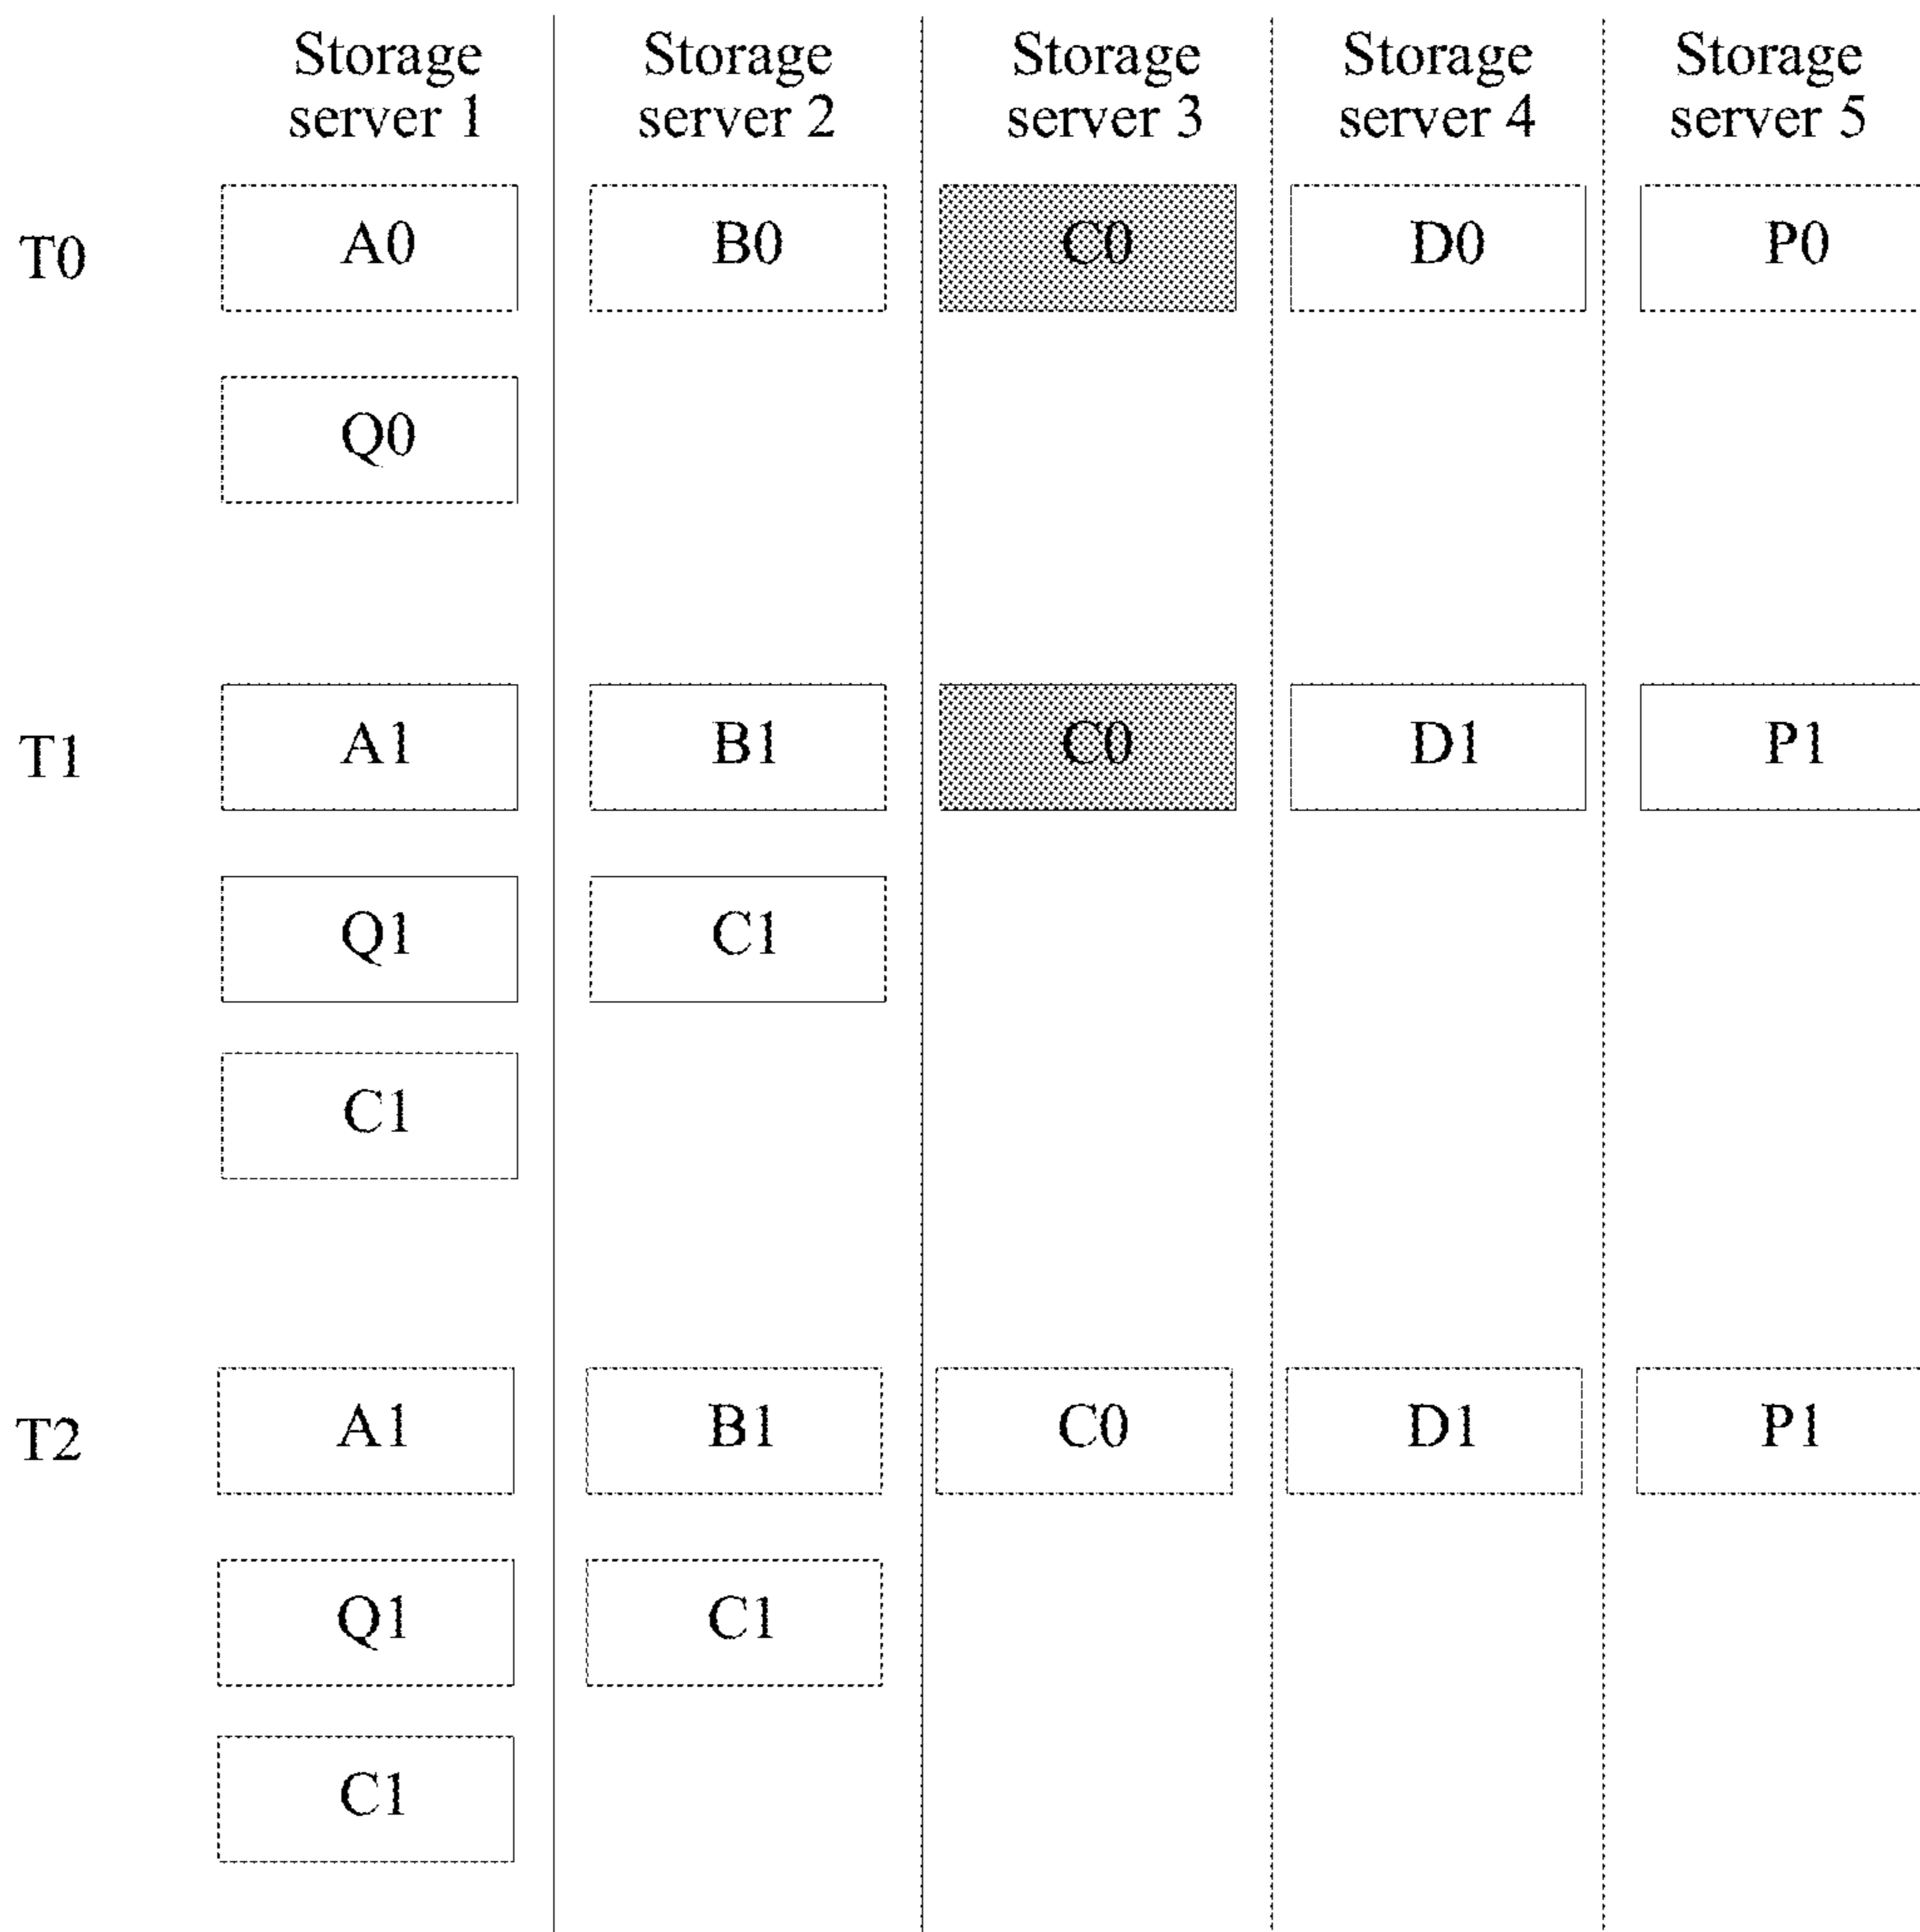 Storage server 1
Storage server 2
Storage server 3
Storage server 4
Storage server 5
T0
A0
B0
C0
D0
P0
Q0
T1
A1
B1
C0
D1
P1
Q1
C1
C1
T2
A1
B1
C0
D1
P1
Q1
C1
C1